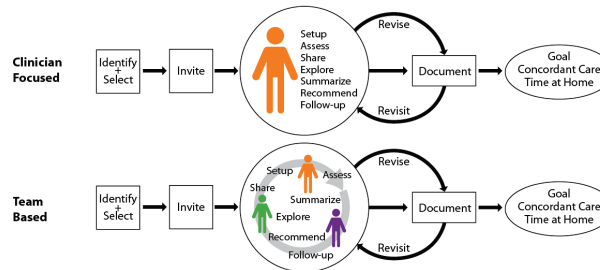 Clinician
Focused
Identify
+
Select
Invite
Setup
Assess
Share
Explore
Summarize
Recommend
Follow-up
Revise
Document
Revisit
Goal
Concordant Care
Time at Home
Team
Based
Identify
+
Select
Invite
Setup
Assess
Share
Summarize
Explore
Recommend
Follow-up
Revise
Document
Revisit
Goal
Concordant Care
Time at Home